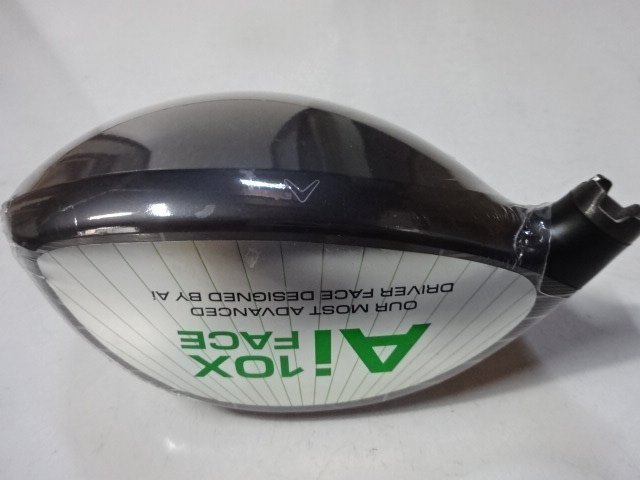 Ai 10X
FACE
OUR MOST ADVANCED
DRIVER FACE DESIGNED BY Ai